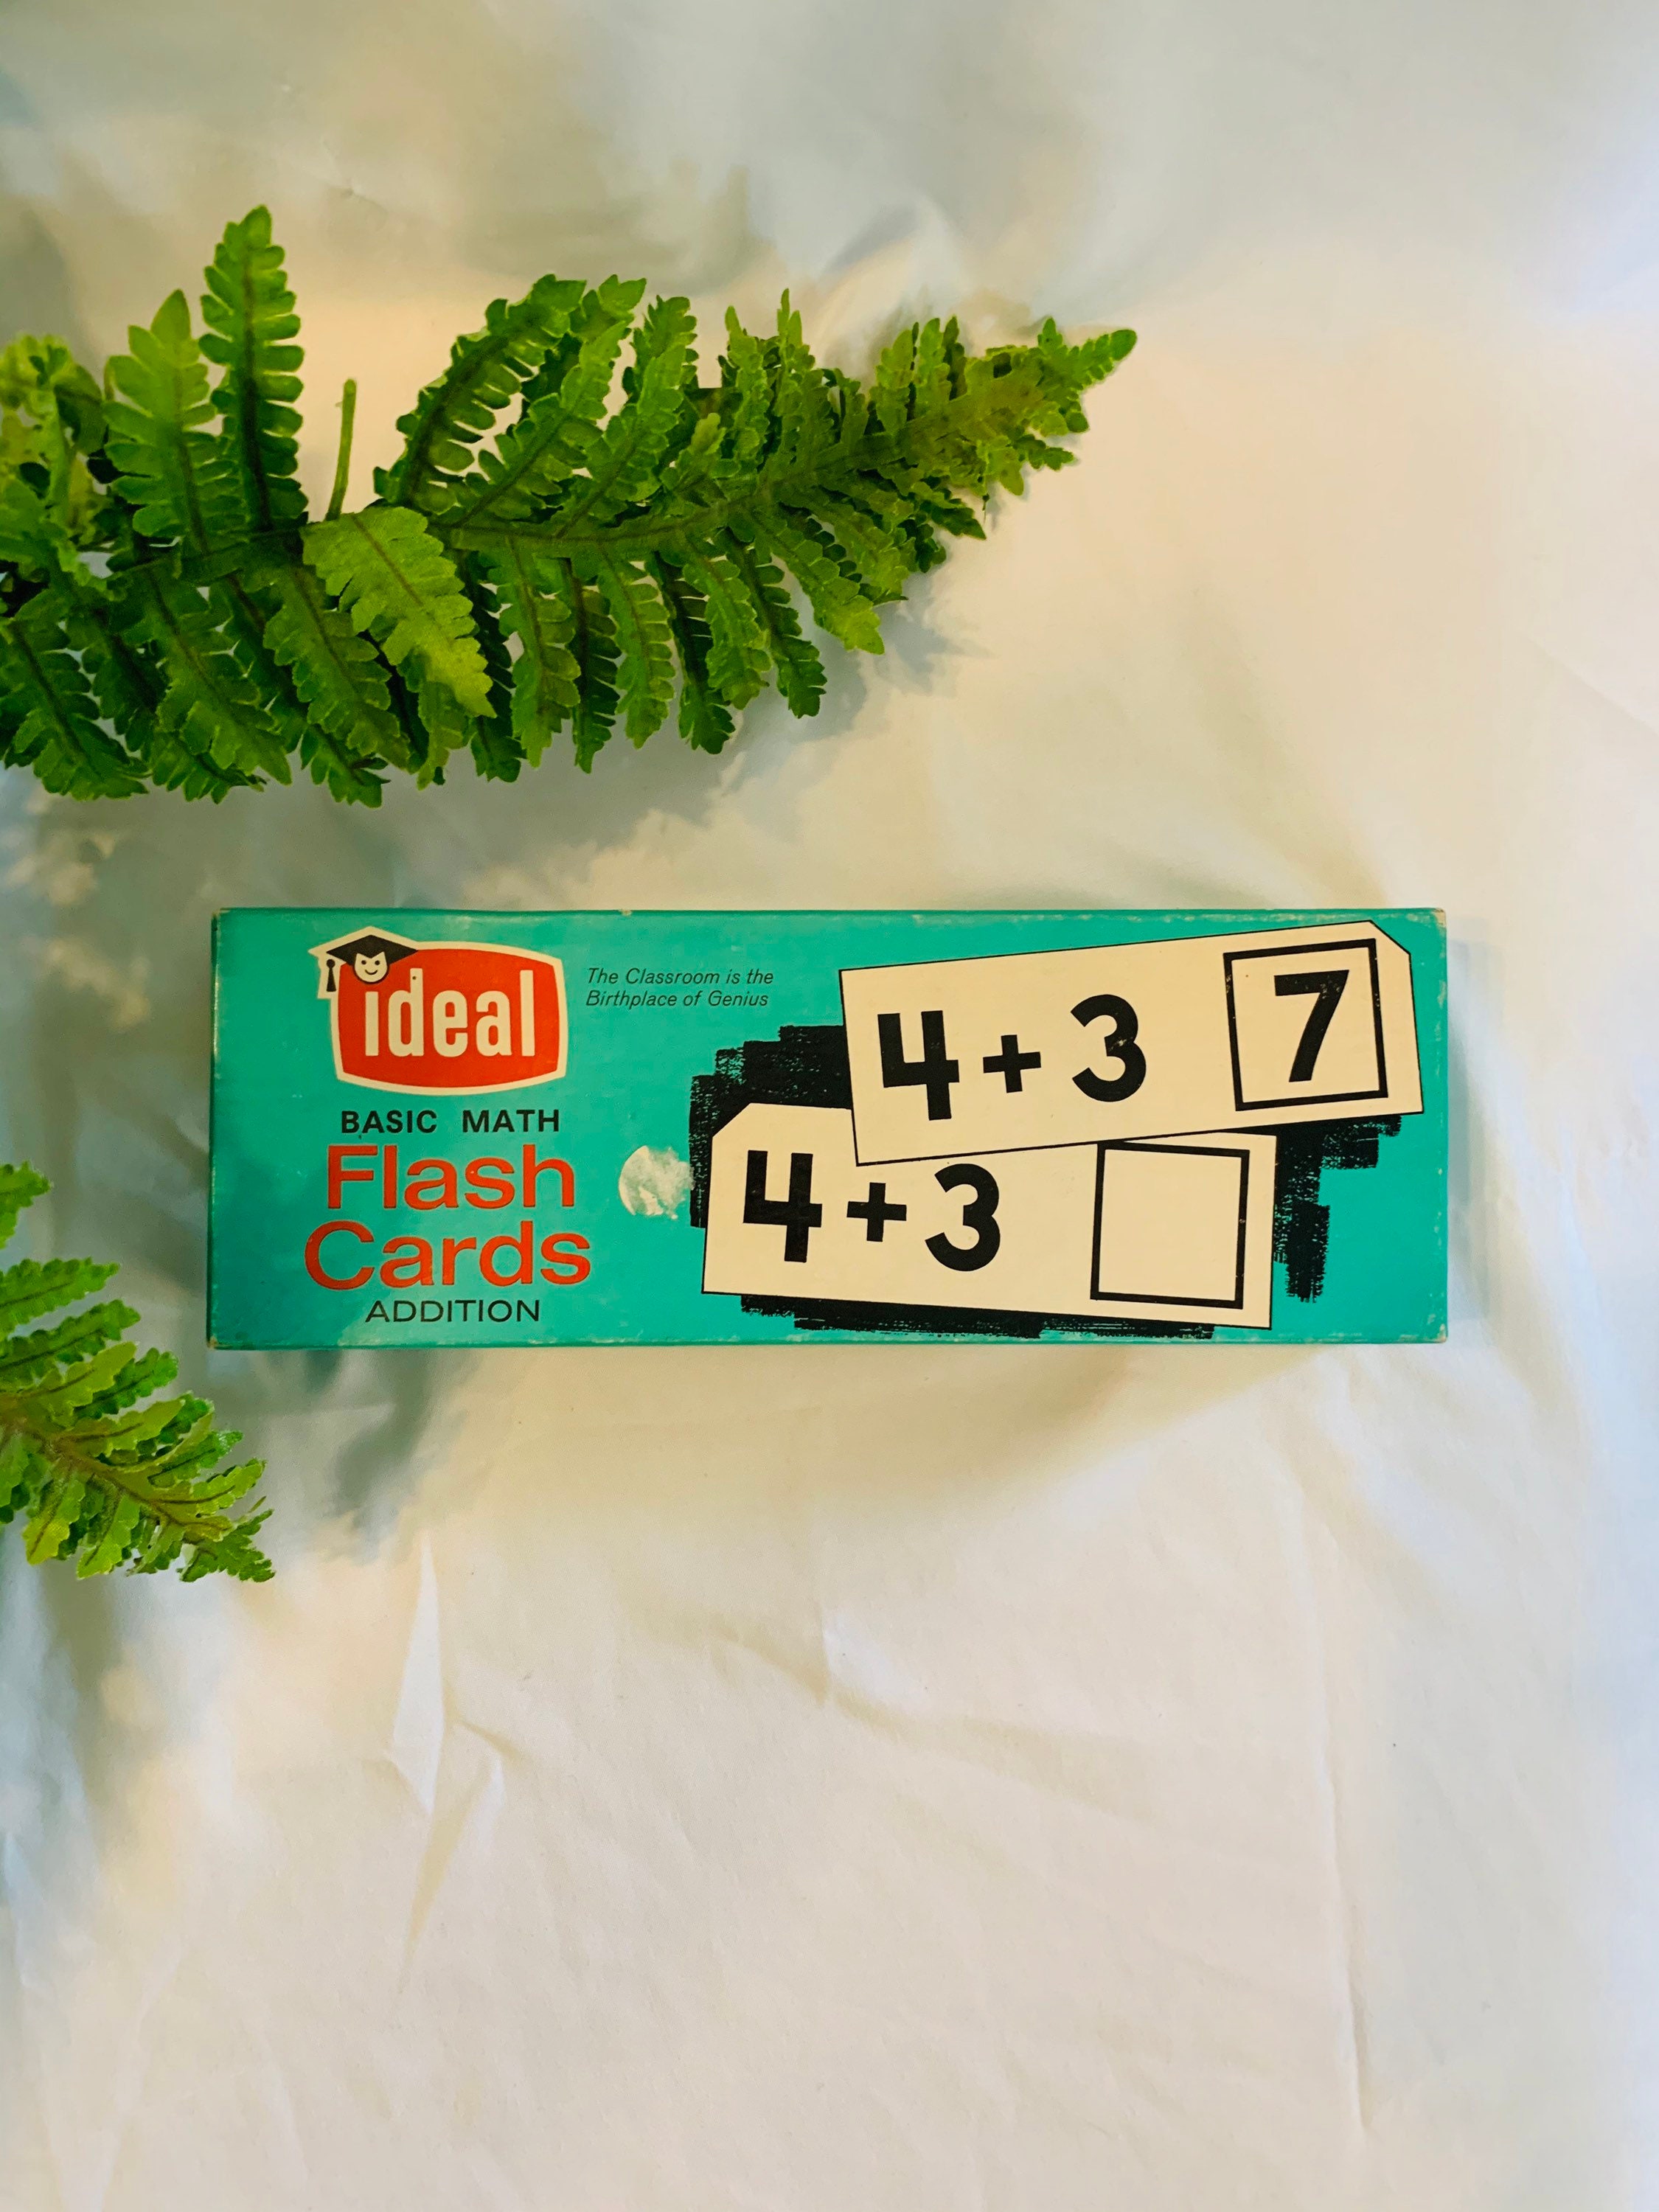 ideal
The Classroom is the
Birthplace of Genius
BASIC MATH
Flash
Cards
ADDITION
4+3 7
4+3